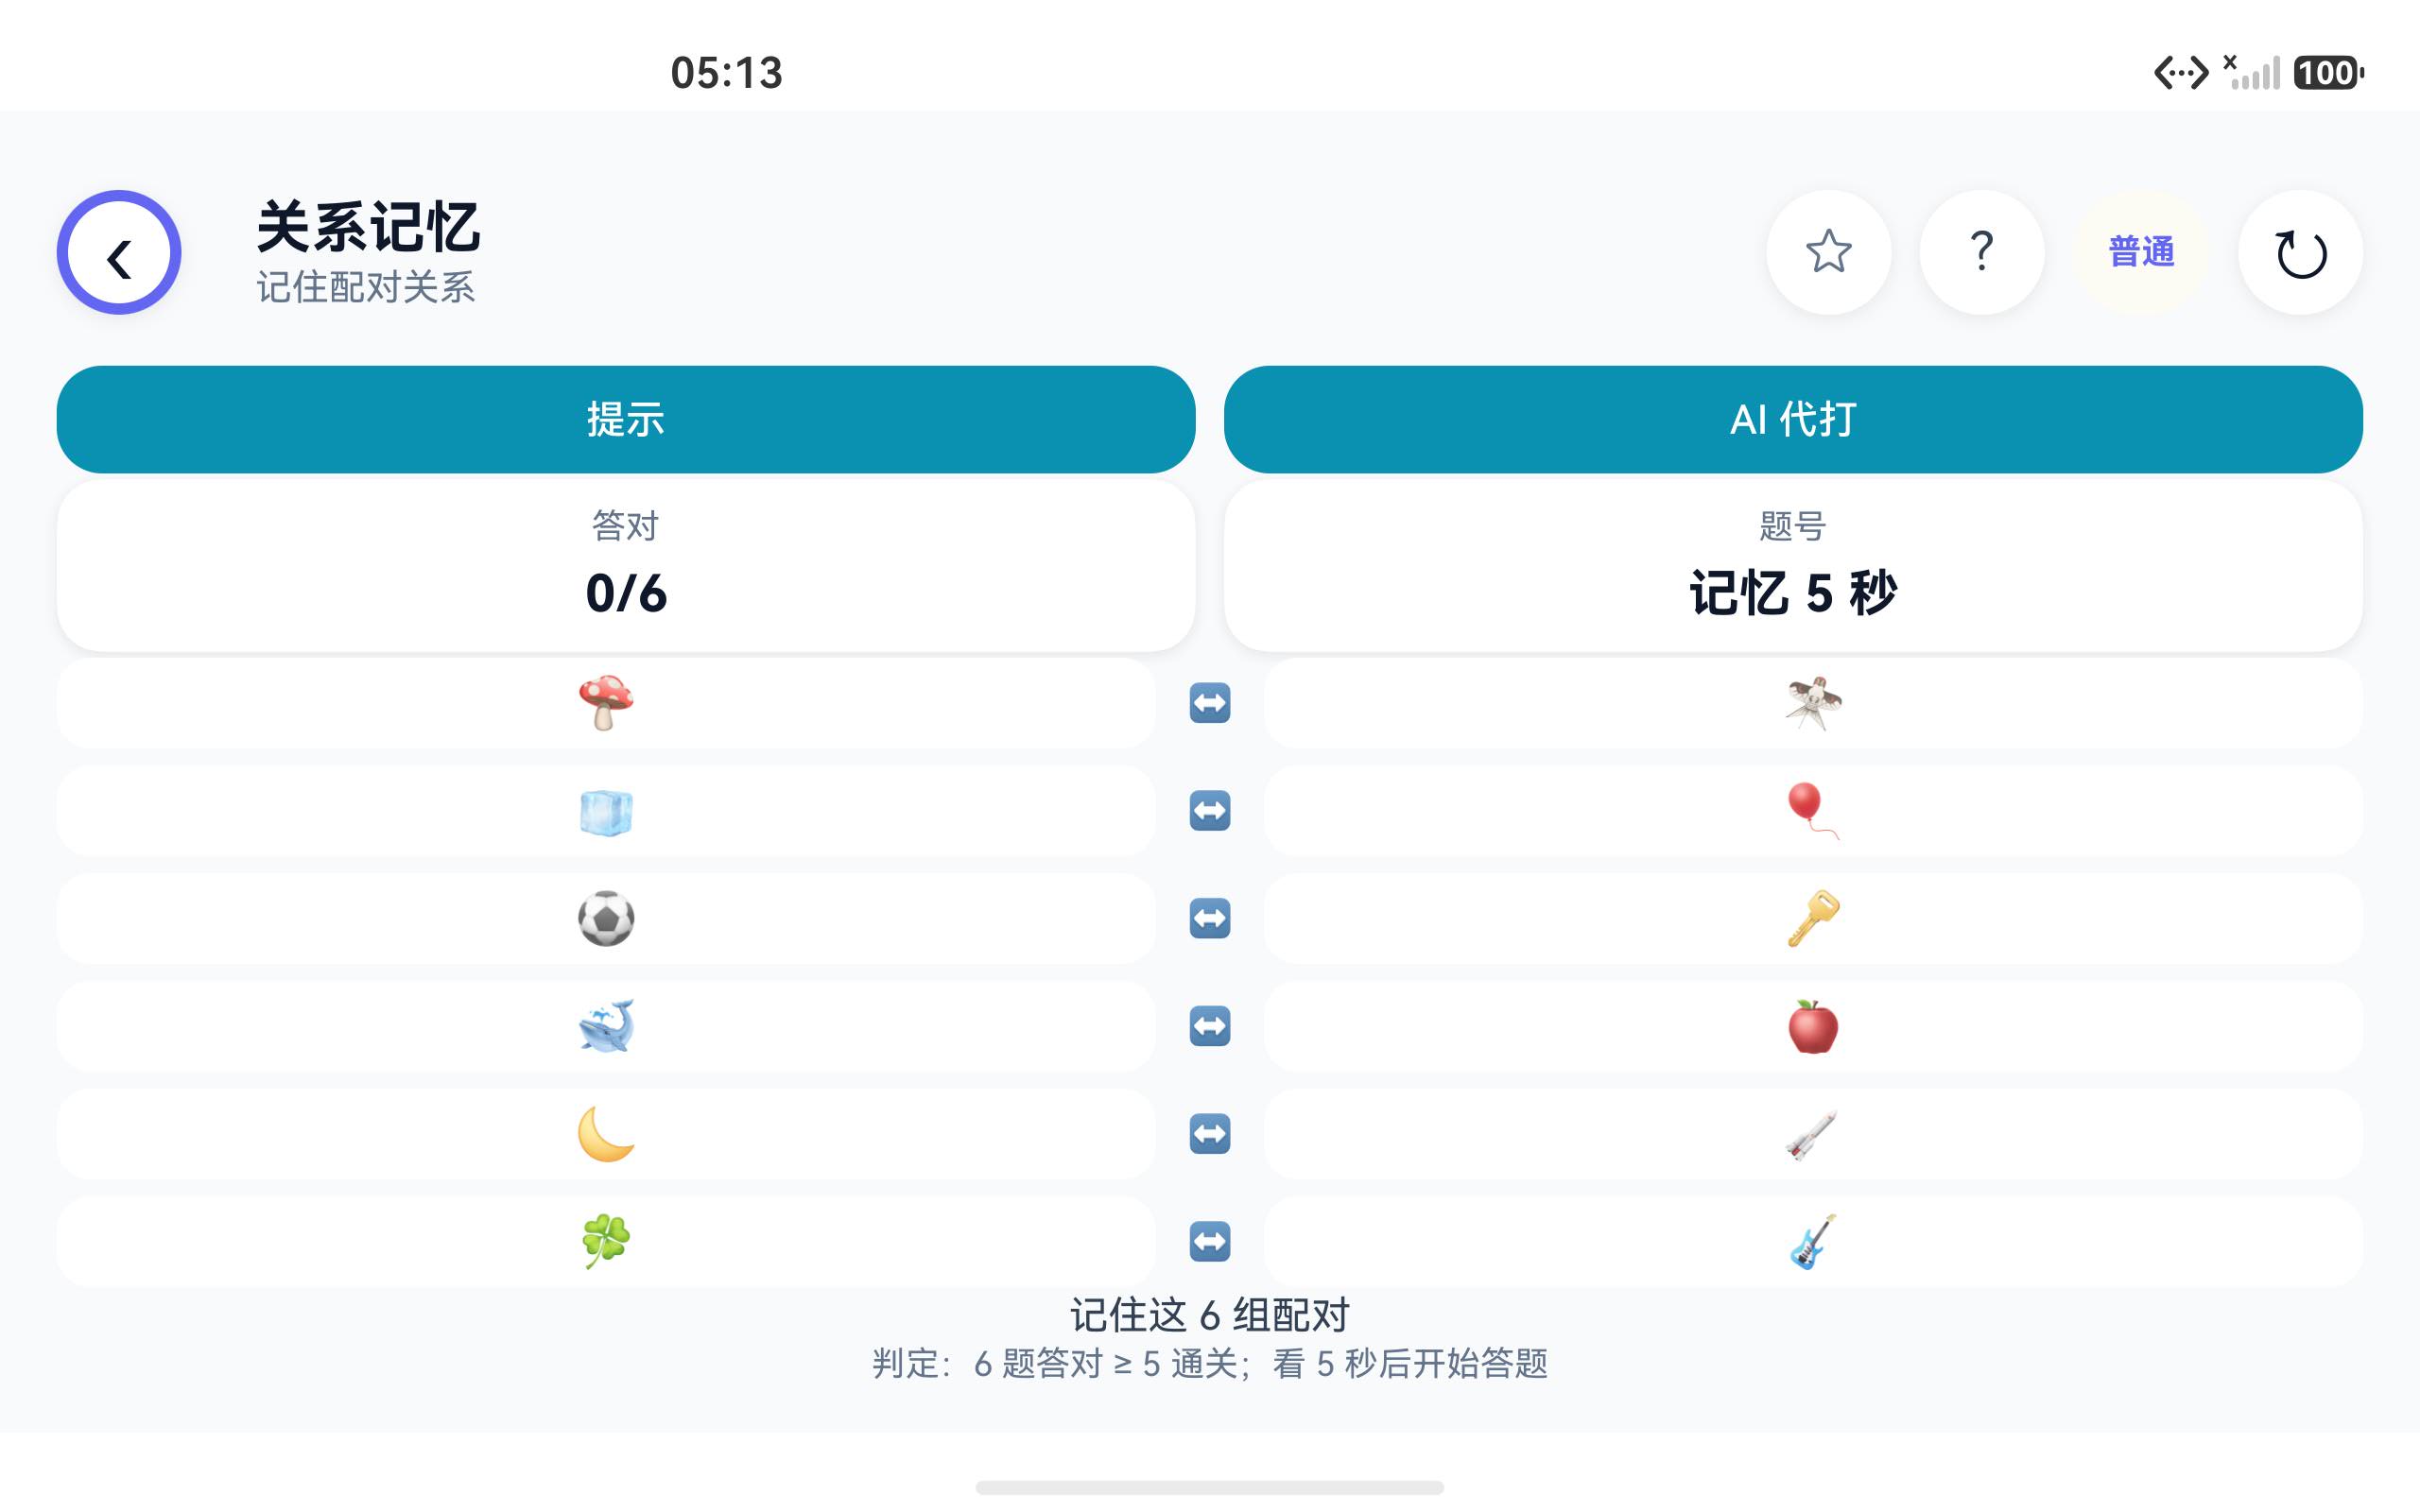 05:13
100
关系记忆
记住配对关系
?
普通
提示
AI 代打
答对
0/6
题号
记忆 5 秒
记住这 6 组配对
判定：6 题答对 ≥ 5 通关；看 5 秒后开始答题